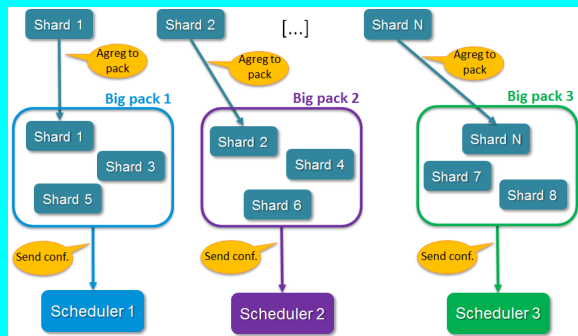 Shard 1
Shard 2
[...]
Shard N
Agreg to
pack
Agreg to
pack
Agreg to
pack
Big pack 1
Big pack 2
Big pack 3
Shard 1
Shard 3
Shard 5
Shard 2
Shard 4
Shard 6
Shard N
Shard 7
Shard 8
Send conf.
Send conf.
Send conf.
Scheduler 1
Scheduler 2
Scheduler 3